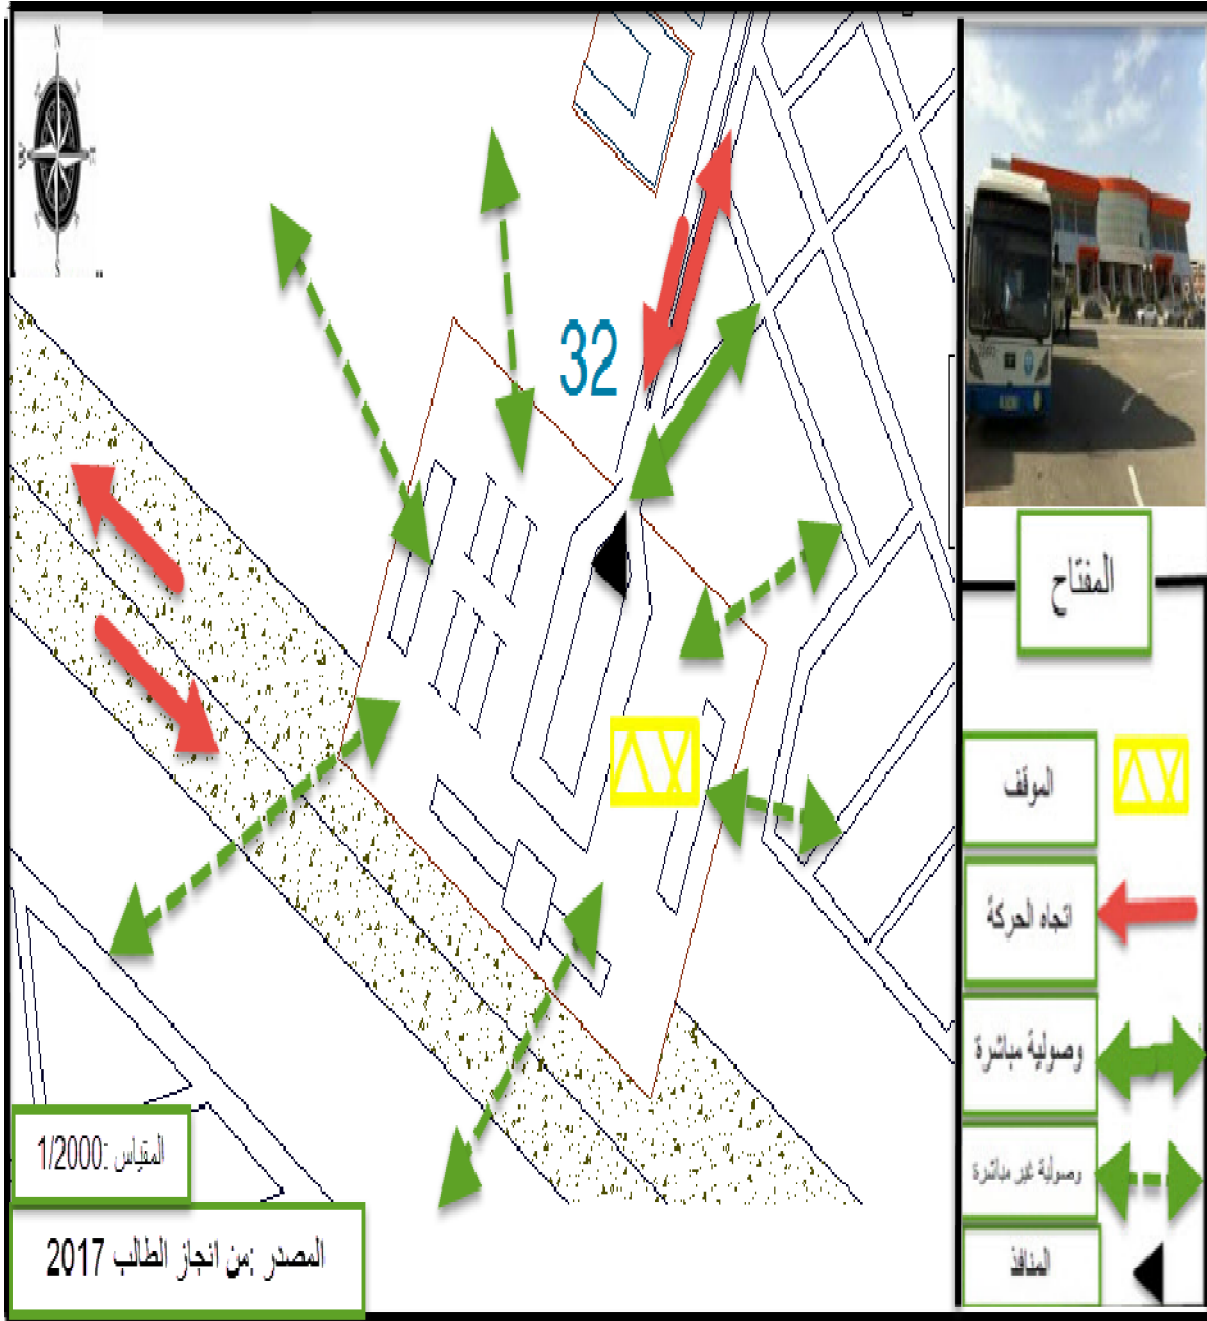 N
S
32
المفتاح
الموقف
اتجاه الحركة
وصولية مباشرة
وصولية غير مباشرة
المنافذ
المقياس :1/2000
المصدر :من انجاز الطالب 2017